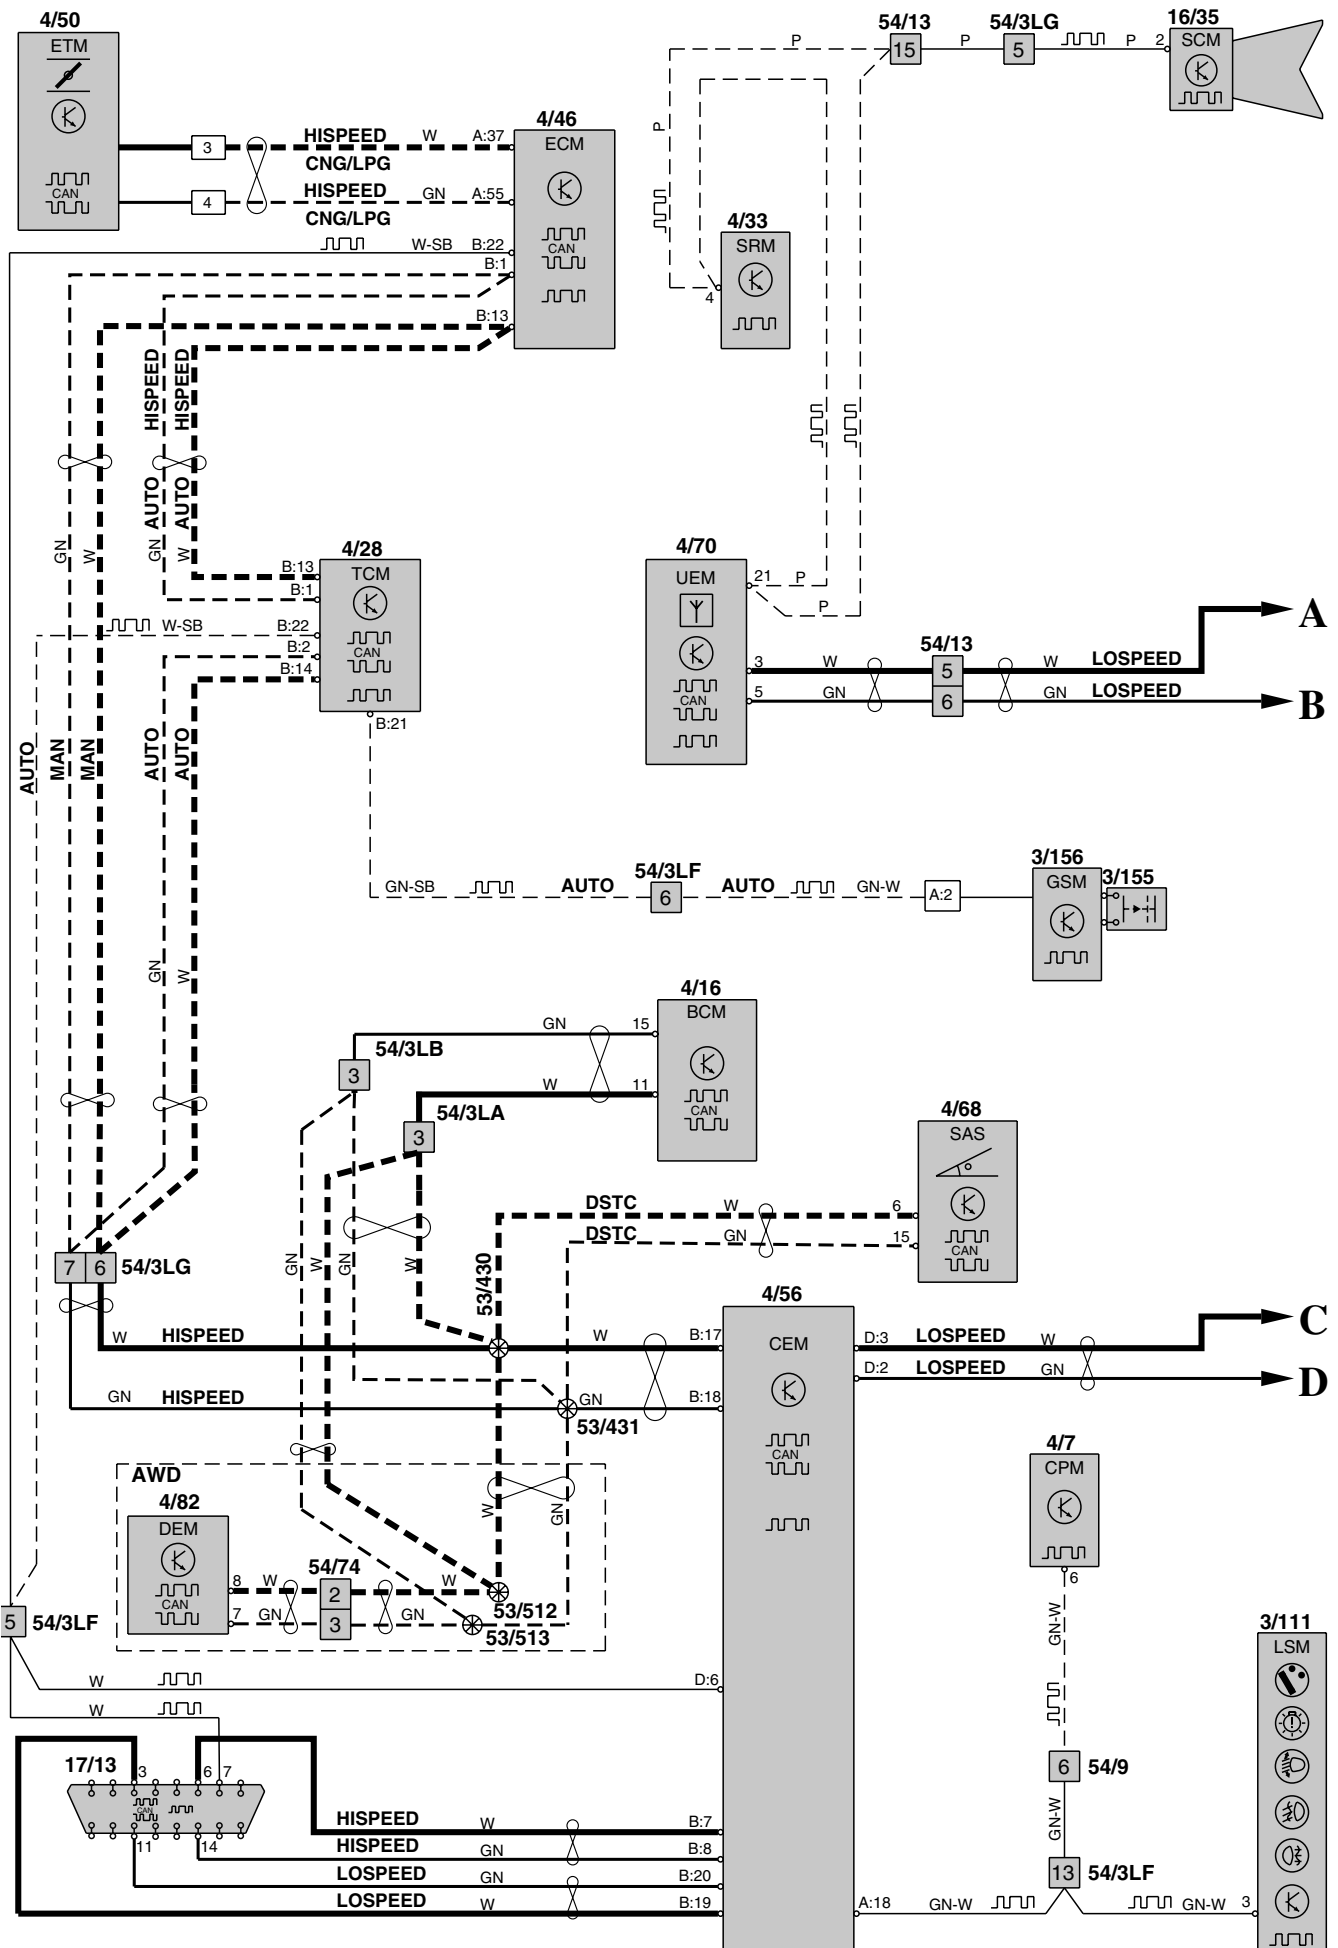 4/50
ETM
CAN
3
4
HISPEED W A:37
CNG/LPG
HISPEED GN A:55
CNG/LPG
W-SB B:22
B:1
B:13
4/46
ECM
CAN
54/13
15
P
P
54/3LG
5
P 2
16/35
SCM
P
4/33
SRM
4
HISPEED
HISPEED
AUTO
AUTO
GN
W
GN
W
4/28
TCM
CAN
B:13
B:1
W-SB B:22
B:2
B:14
B:21
4/70
UEM
CAN
21 P
P
3 W
5 GN
54/13
5
6
W LOSPEED
GN LOSPEED
A
B
AUTO
MAN
MAN
AUTO
AUTO
GN
W
GN-SB AUTO
54/3LF
6
AUTO GN-W
A:2
3/156
GSM
3/155
4/16
BCM
CAN
GN 15
W 11
54/3LB
3
54/3LA
3
4/68
SAS
CAN
DSTC W 6
DSTC GN 15
GN
W
GN
W
53/430
7 6 54/3LG
W HISPEED W B:17
GN HISPEED GN B:18
53/431
4/56
CEM
CAN
D:3 LOSPEED W
D:2 LOSPEED GN
C
D
AWD
4/82
DEM
CAN
8 W
7 GN
54/74
2
3
W
GN
53/512
53/513
W
GN
4/7
CPM
6
GN-W
6 54/9
GN-W
13 54/3LF
3/111
LSM
5 54/3LF
W D:6
W
17/13
3 6 7
CAN
11 14
HISPEED W B:7
HISPEED GN B:8
LOSPEED GN B:20
LOSPEED W B:19
A:18 GN-W
GN-W 3